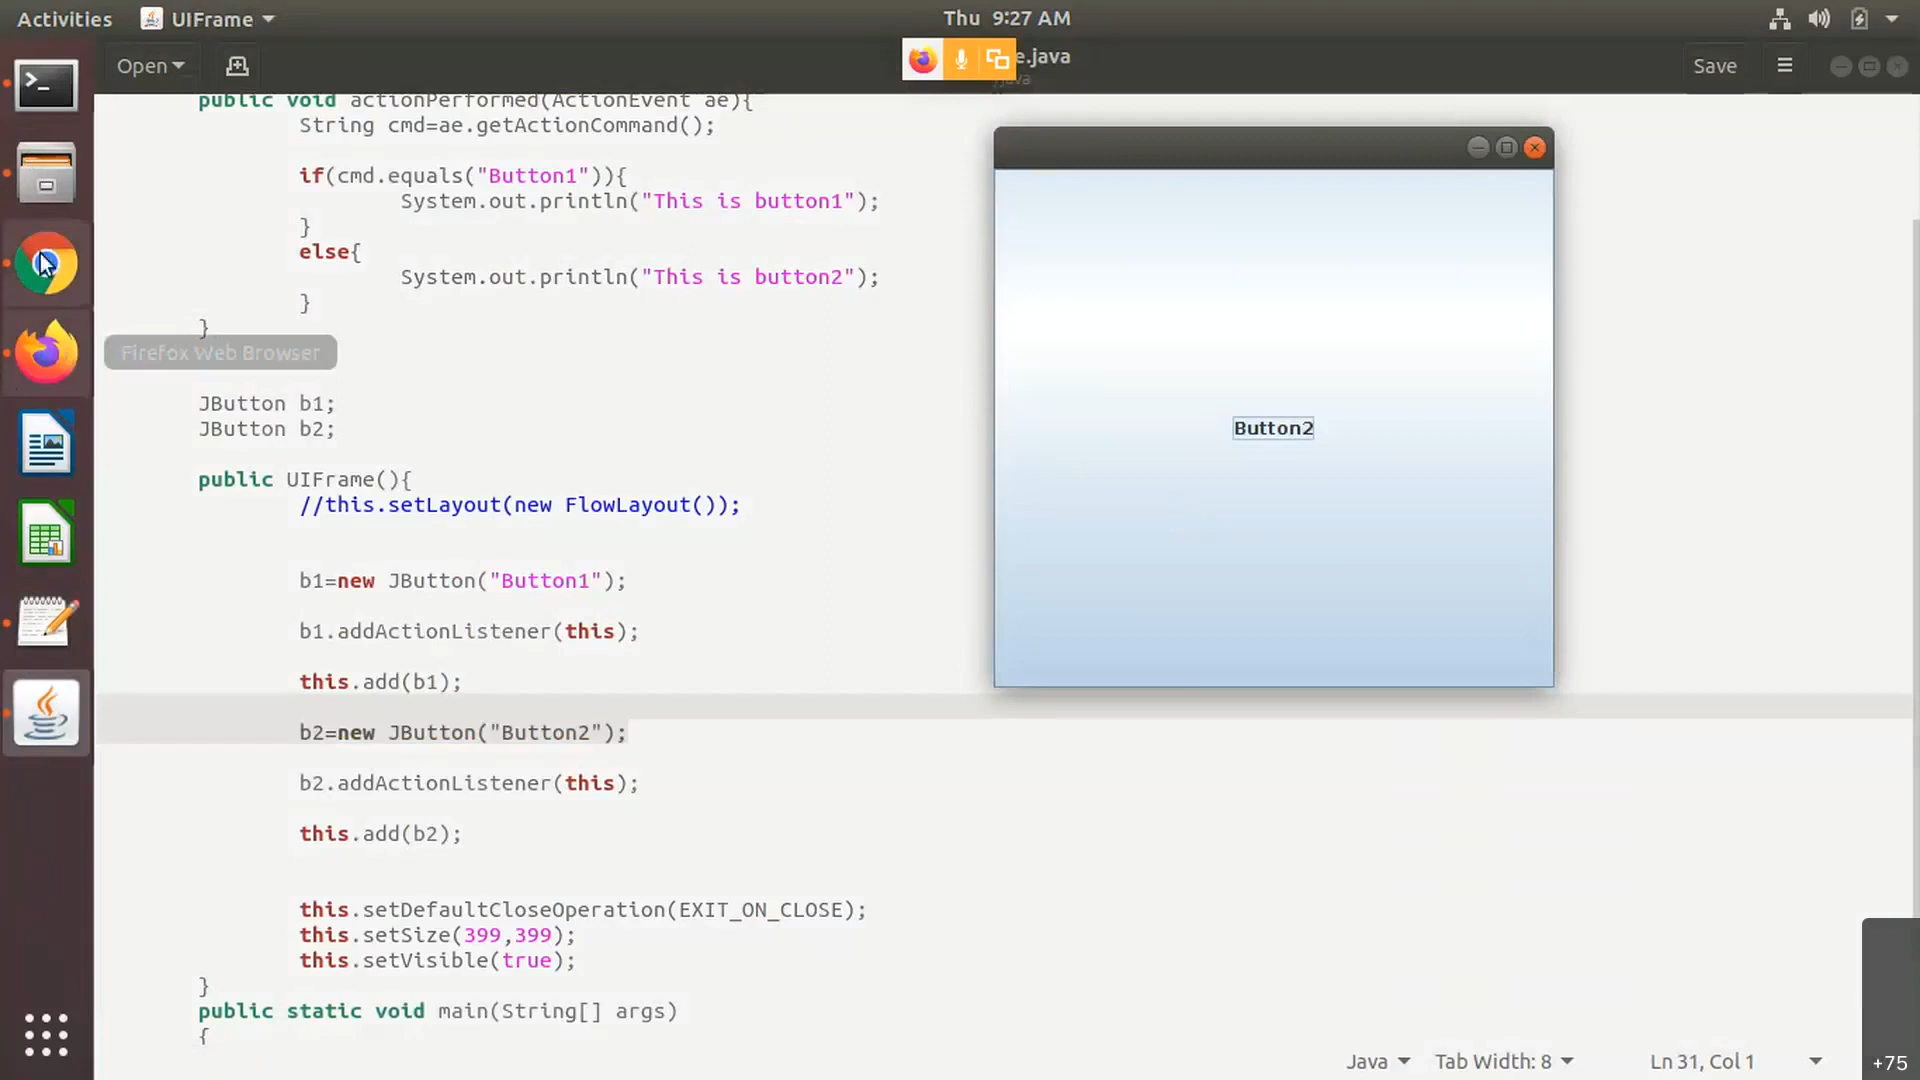 Activities
UIFrame
Thu 9:27 AM
Open
e.java
Save
public void actionPerformed(ActionEvent ae){
String cmd=ae.getActionCommand();
if(cmd.equals("Button1")){
System.out.println("This is button1");
}
else{
System.out.println("This is button2");
}
}
Firefox Web Browser
JButton b1;
JButton b2;
public UIFrame(){
//this.setLayout(new FlowLayout());
b1=new JButton("Button1");
b1.addActionListener(this);
this.add(b1);
b2=new JButton("Button2");
b2.addActionListener(this);
this.add(b2);
this.setDefaultCloseOperation(EXIT_ON_CLOSE);
this.setSize(399,399);
this.setVisible(true);
}
public static void main(String[] args)
{
Button2
Java
Tab Width: 8
Ln 31, Col 1
+75